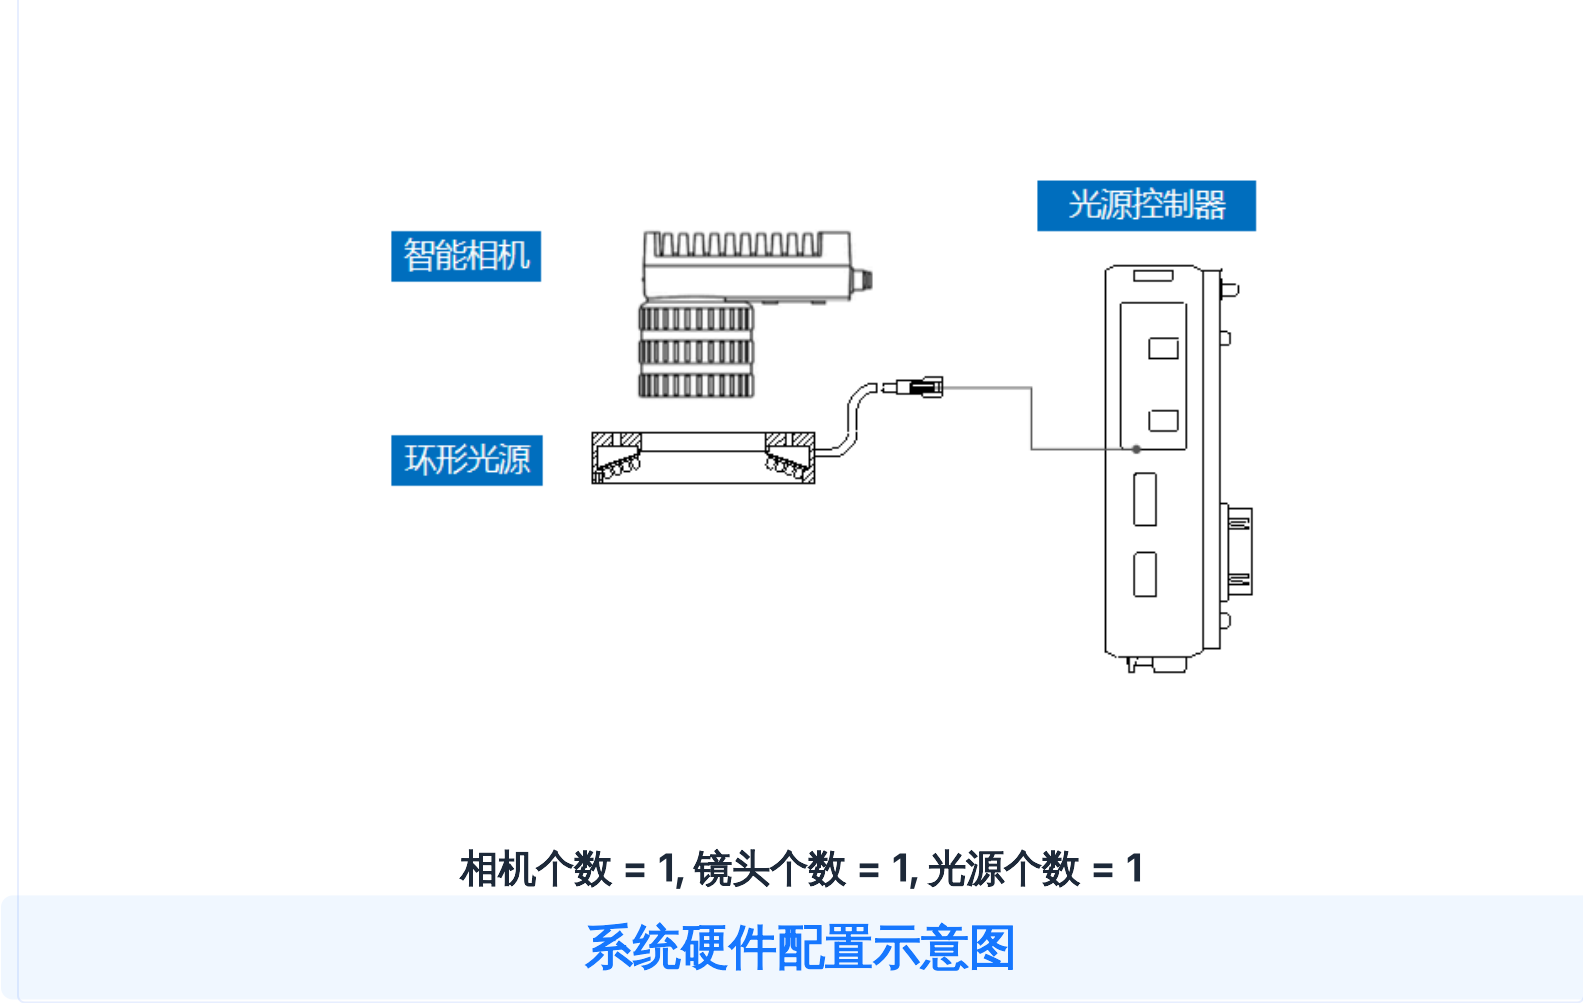 光源控制器
智能相机
环形光源
相机个数 = 1, 镜头个数 = 1, 光源个数 = 1
系统硬件配置示意图